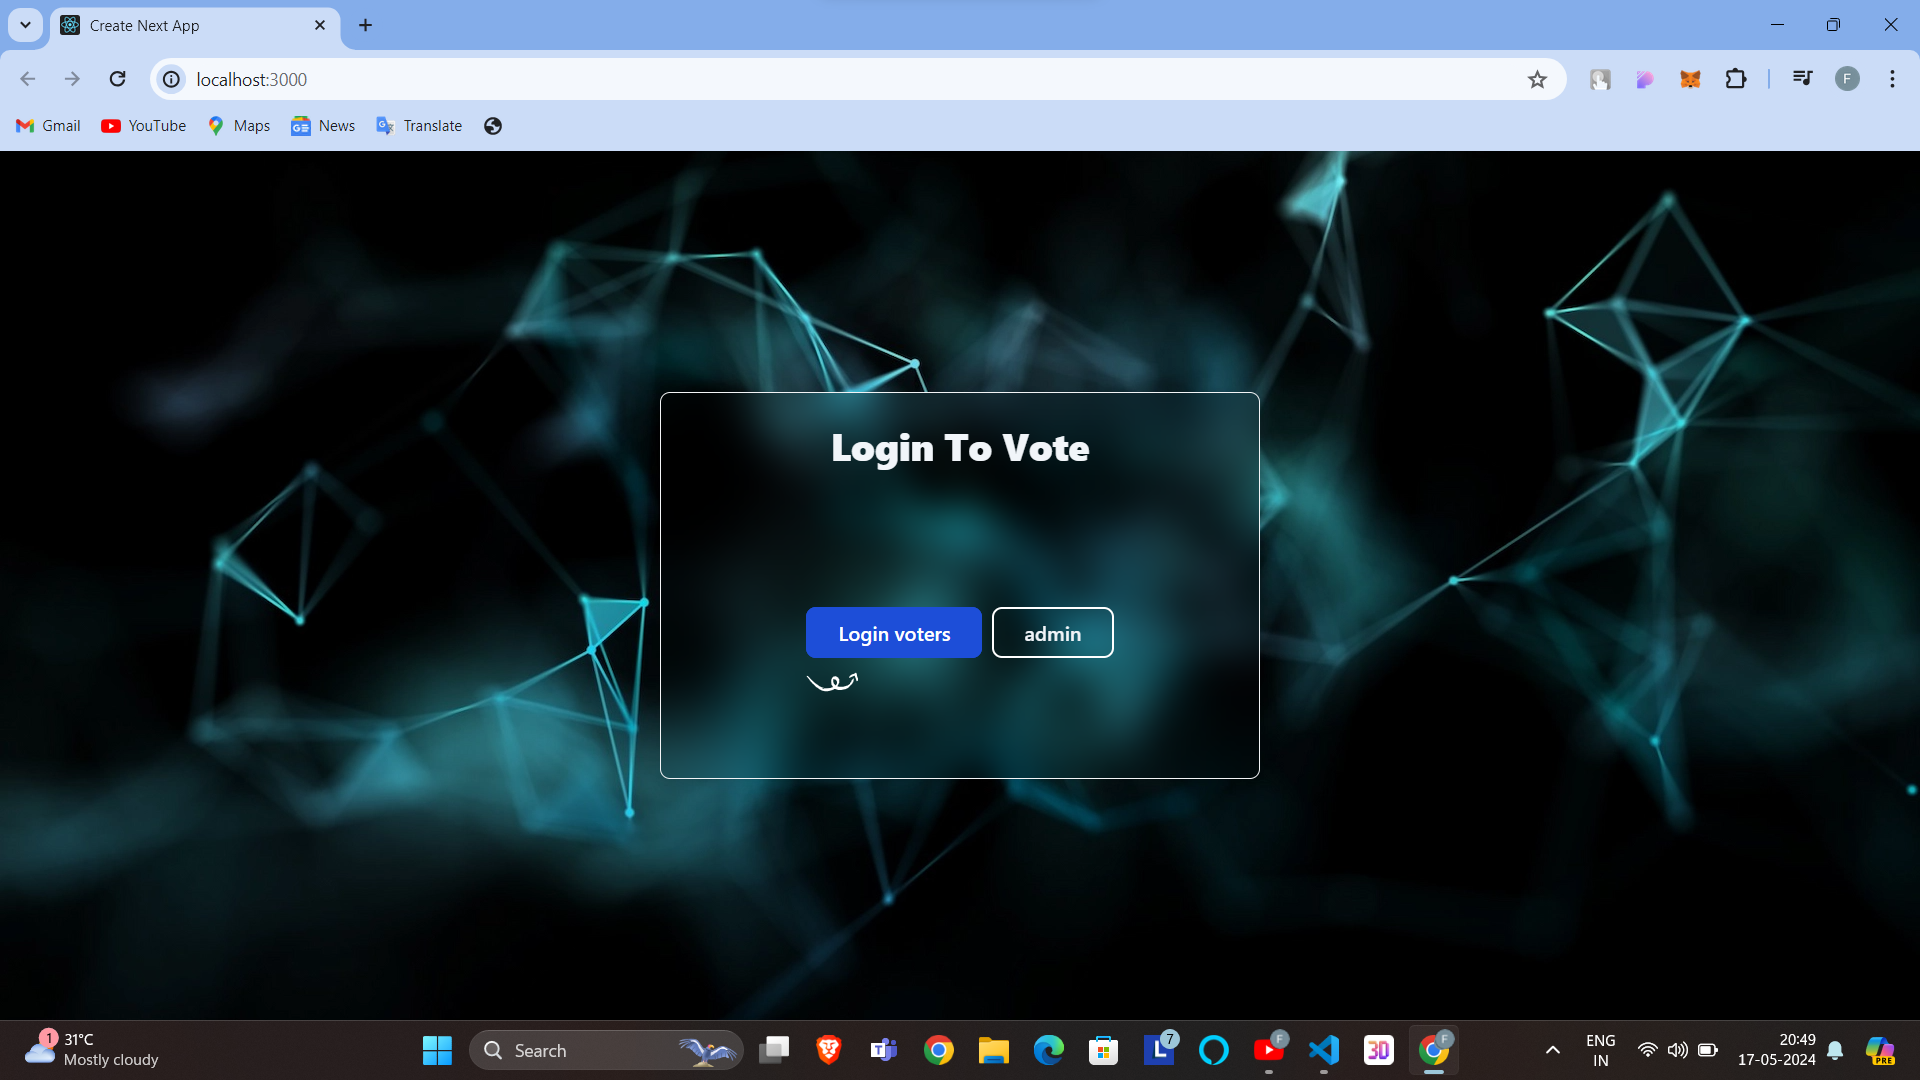 Create Next App
localhost:3000
F
Gmail YouTube Maps News Translate
Login To Vote
Login voters admin
1 31°C
Mostly cloudy
Search
L 7 F 3D F
ENG
IN
20:49
17-05-2024
PRE